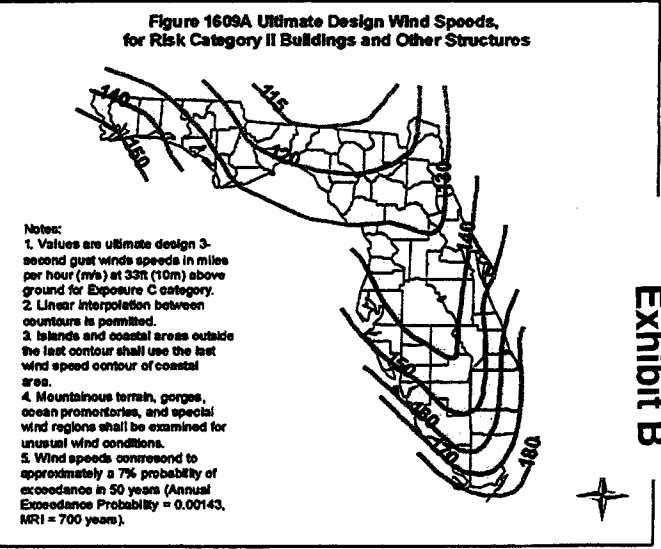 Figure 1609A Ultimate Design Wind Speeds,
for Risk Category II Buildings and Other Structures
115
140
150
120
130
140
Notes:
1. Values are ultimate design 3-
second gust winds speeds in miles
per hour (m/s) at 33ft (10m) above
ground for Exposure C category.
2. Linear interpolation between
countours is permitted.
3. Islands and coastal areas outside
the last contour shall use the last
wind speed contour of coastal
area.
4. Mountainous terrain, gorges,
ocean promontories, and special
wind regions shall be examined for
unusual wind conditions.
5. Wind speeds correspond to
approximately a 7% probability of
exceedance in 50 years (Annual
Exceedance Probability = 0.00143,
MRI = 700 years).
150
160
170
180
Exhibit B